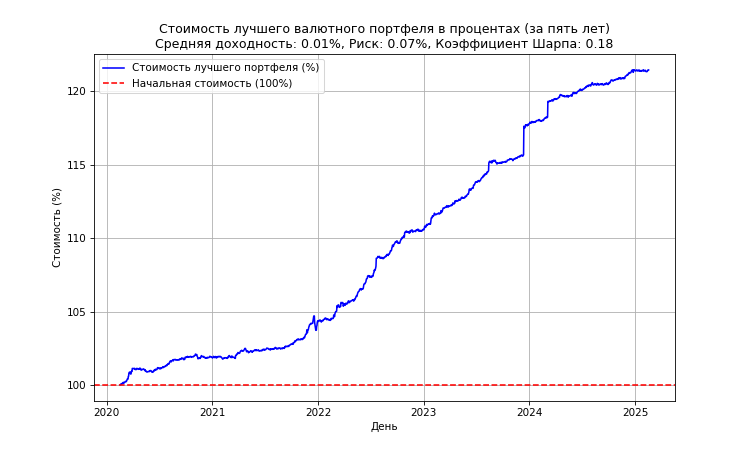 Стоимость лучшего валютного портфеля в процентах (за пять лет)
Средняя доходность: 0.01%, Риск: 0.07%, Коэффициент Шарпа: 0.18
Стоимость лучшего портфеля (%)
Начальная стоимость (100%)
Стоимость (%)
120
115
110
105
100
2020
2021
2022
2023
2024
2025
День